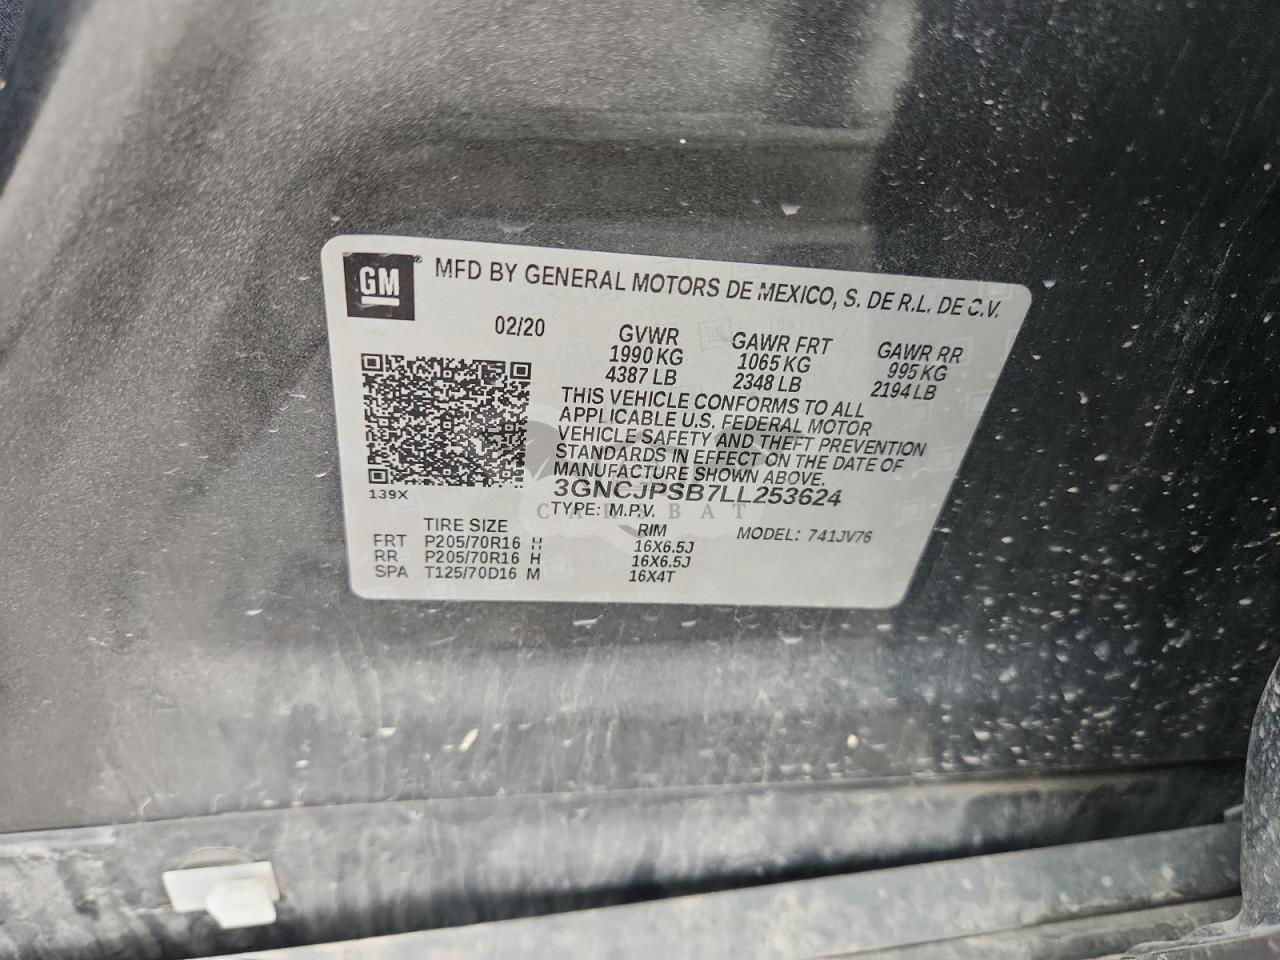 GM MFD BY GENERAL MOTORS DE MEXICO, S. DE R.L. DE C.V.
02/20
GVWR GAWR FRT GAWR RR
1990 KG 1065 KG 995 KG
4387 LB 2348 LB 2194 LB
THIS VEHICLE CONFORMS TO ALL
APPLICABLE U.S. FEDERAL MOTOR
VEHICLE SAFETY AND THEFT PREVENTION
STANDARDS IN EFFECT ON THE DATE OF
MANUFACTURE SHOWN ABOVE.
139X
3GNCJPSB7LL253624
TYPE: M.P.V.
CARSBAT
TIRE SIZE RIM MODEL: 741JV76
FRT P205/70R16 H 16X6.5J
RR P205/70R16 H 16X6.5J
SPA T125/70D16 M 16X4T